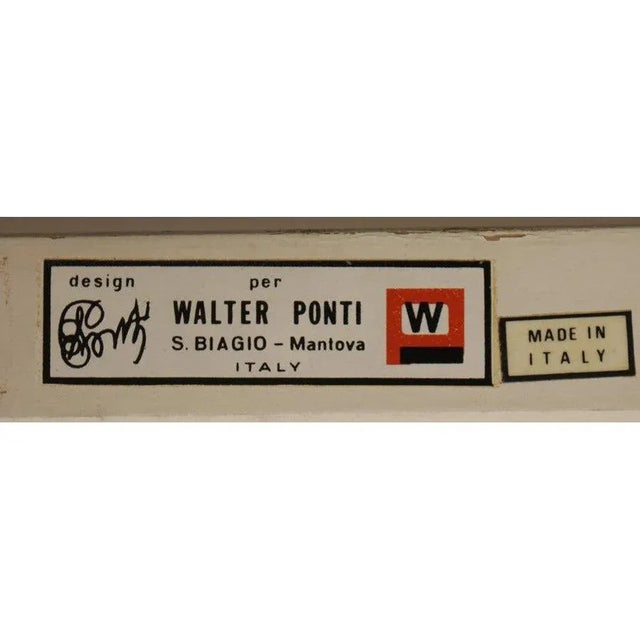 design per
WALTER PONTI
S. BIAGIO - Mantova
ITALY
W
MADE IN
ITALY